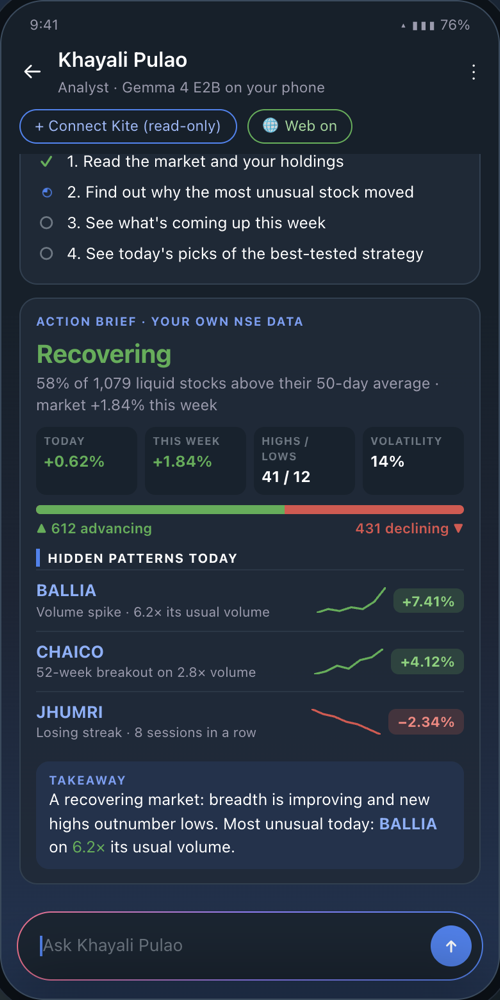 9:41
76%
Khayali Pulao
Analyst · Gemma 4 E2B on your phone
+ Connect Kite (read-only)
Web on
1. Read the market and your holdings
2. Find out why the most unusual stock moved
3. See what's coming up this week
4. See today's picks of the best-tested strategy
ACTION BRIEF · YOUR OWN NSE DATA
Recovering
58% of 1,079 liquid stocks above their 50-day average ·
market +1.84% this week
TODAY
+0.62%
THIS WEEK
+1.84%
HIGHS /
LOWS
41 / 12
VOLATILITY
14%
▲ 612 advancing
431 declining ▼
HIDDEN PATTERNS TODAY
BALLIA
Volume spike · 6.2× its usual volume
+7.41%
CHAICO
52-week breakout on 2.8× volume
+4.12%
JHUMRI
Losing streak · 8 sessions in a row
−2.34%
TAKEAWAY
A recovering market: breadth is improving and new
highs outnumber lows. Most unusual today: BALLIA
on 6.2× its usual volume.
Ask Khayali Pulao